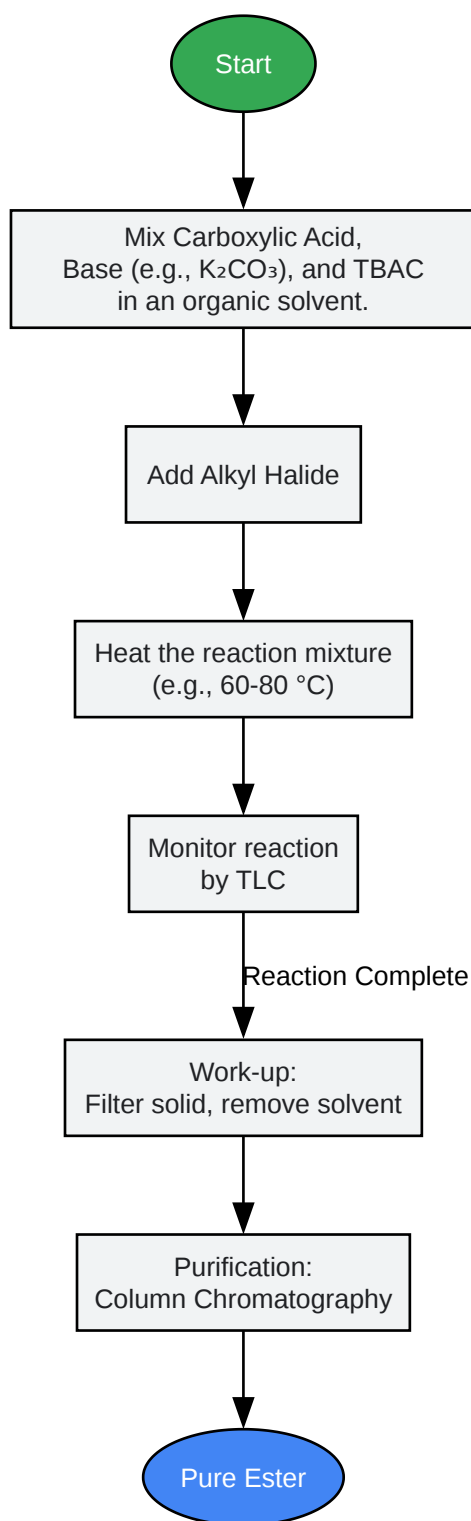 Start
Mix Carboxylic Acid,
Base (e.g., K₂CO₃), and TBAC
in an organic solvent.
Add Alkyl Halide
Heat the reaction mixture
(e.g., 60-80 °C)
Monitor reaction
by TLC
Reaction Complete
Work-up:
Filter solid, remove solvent
Purification:
Column Chromatography
Pure Ester